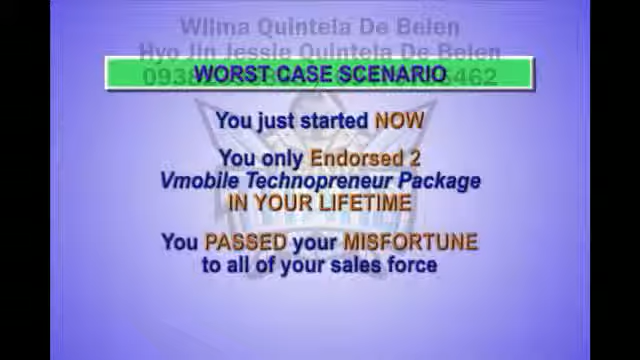 Wilma Quintela De Belen
Hyo Jin Jessie Quintela De Belen
WORST CASE SCENARIO
You just started NOW
You only Endorsed 2
Vmobile Technopreneur Package
IN YOUR LIFETIME
You PASSED your MISFORTUNE
to all of your sales force